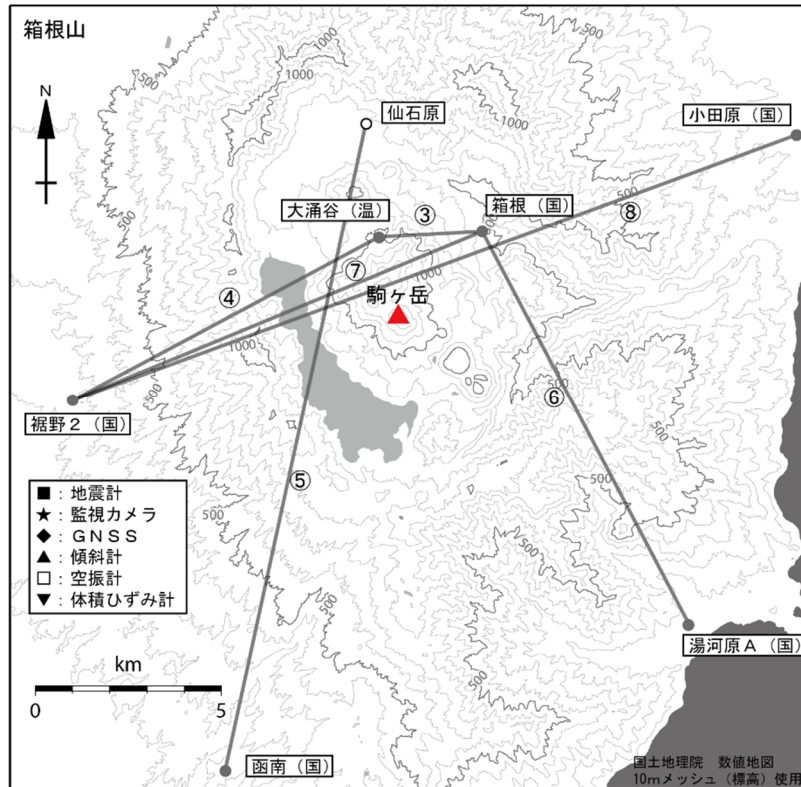 箱根山
500
1000
500
1000
1000
N
仙石原
小田原（国）
500
大涌谷（温）
③
箱根（国）
⑧
500
⑦
1000
④
駒ヶ岳
1000
500
500
⑥
裾野２（国）
500
⑤
500
■：地震計
★：監視カメラ
◆：ＧＮＳＳ
▲：傾斜計
□：空振計
▼：体積ひずみ計
500
500
500
湯河原Ａ（国）
km
0 5
500
函南（国）
国土地理院　数値地図
10mメッシュ（標高）使用